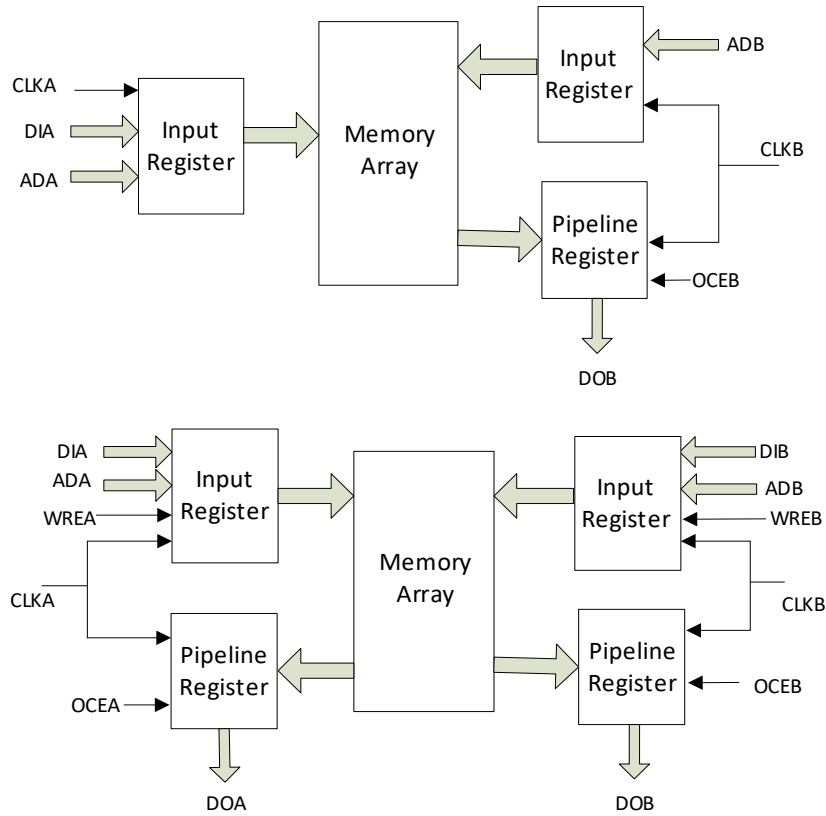 CLKA
DIA
ADA
Input
Register
Memory
Array
Input
Register
ADB
CLKB
Pipeline
Register
OCEB
DOB
DIA
ADA
WREA
CLKA
Input
Register
Memory
Array
Input
Register
DIB
ADB
WREB
CLKB
Pipeline
Register
OCEA
DOA
Pipeline
Register
OCEB
DOB